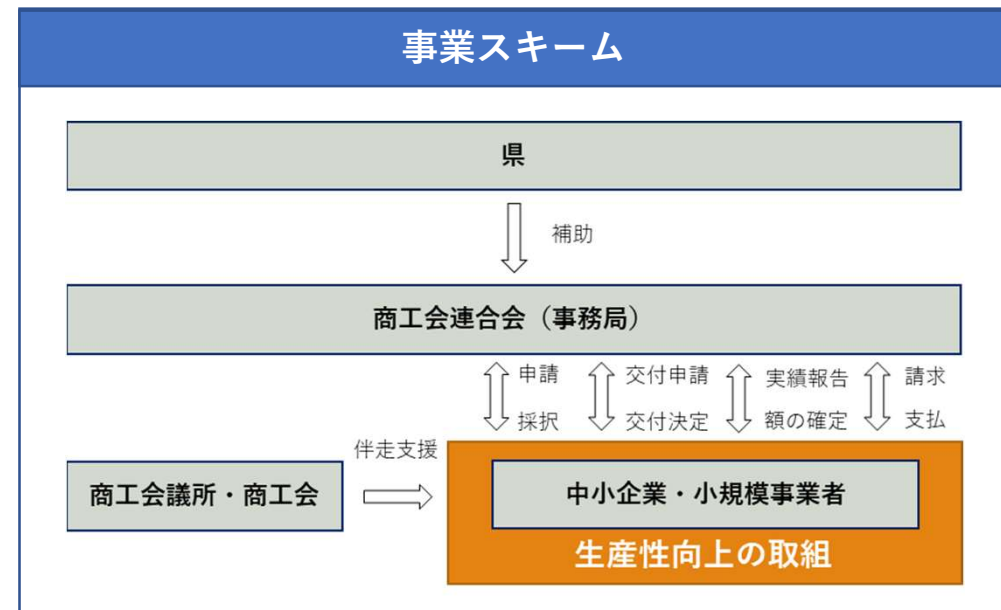 事業スキーム
県
補助
商工会連合会（事務局）
申請 交付申請 実績報告 請求
採択 交付決定 額の確定 支払
伴走支援
商工会議所・商工会
中小企業・小規模事業者
生産性向上の取組